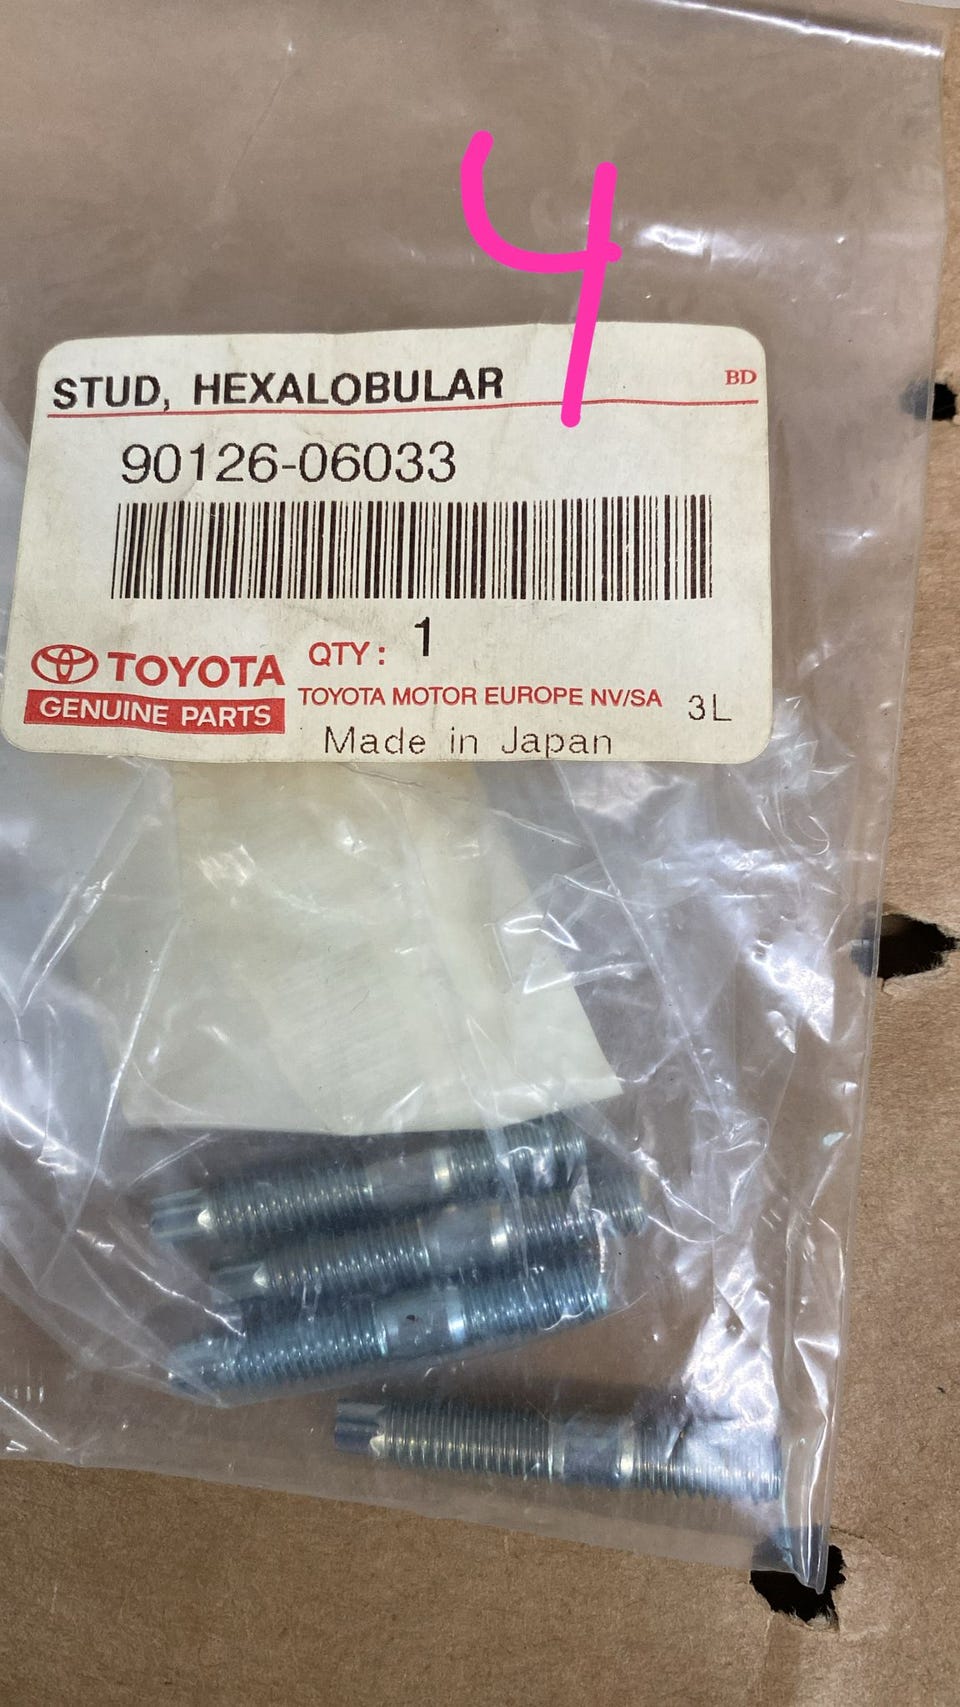 4
STUD, HEXALOBULAR BD
90126-06033
QTY: 1
TOYOTA
GENUINE PARTS
TOYOTA MOTOR EUROPE NV/SA 3L
Made in Japan